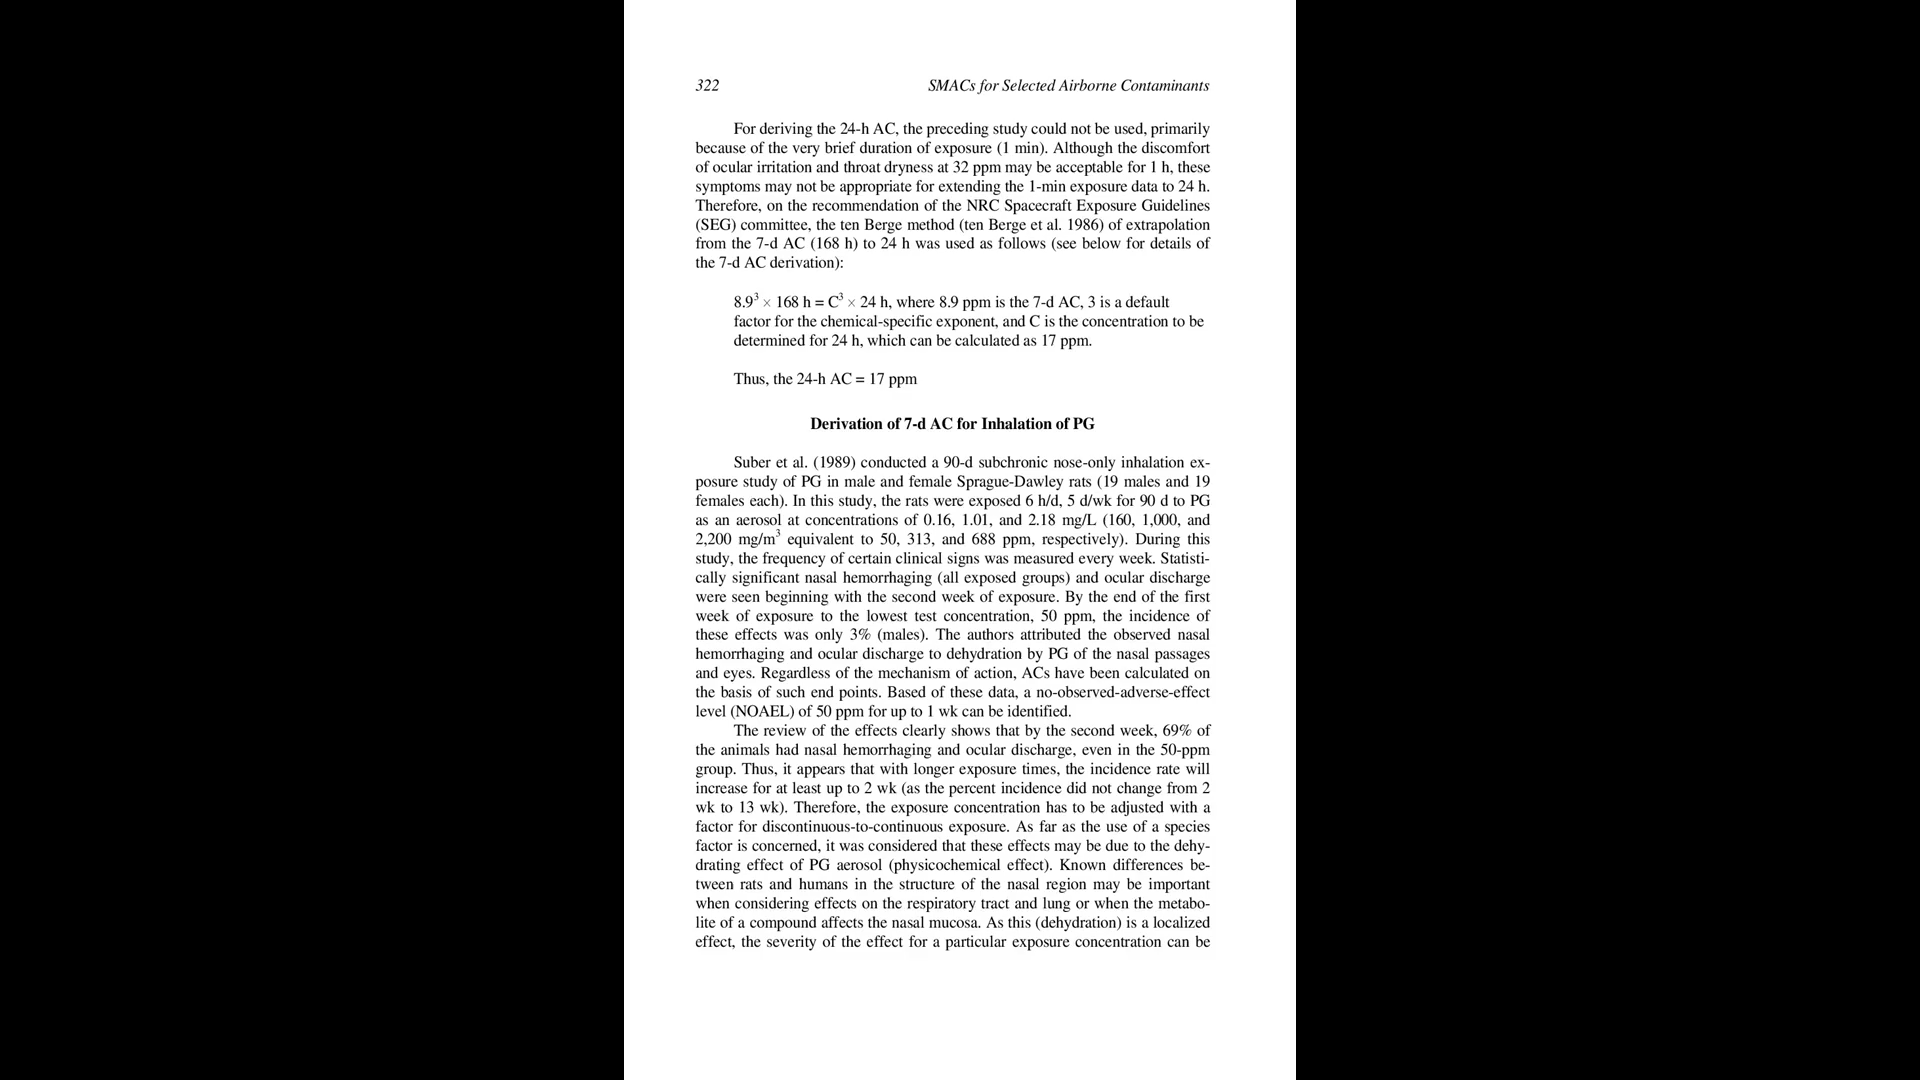 322 SMACs for Selected Airborne Contaminants
For deriving the 24-h AC, the preceding study could not be used, primarily
because of the very brief duration of exposure (1 min). Although the discomfort
of ocular irritation and throat dryness at 32 ppm may be acceptable for 1 h, these
symptoms may not be appropriate for extending the 1-min exposure data to 24 h.
Therefore, on the recommendation of the NRC Spacecraft Exposure Guidelines
(SEG) committee, the ten Berge method (ten Berge et al. 1986) of extrapolation
from the 7-d AC (168 h) to 24 h was used as follows (see below for details of
the 7-d AC derivation):
8.9³ × 168 h = C³ × 24 h, where 8.9 ppm is the 7-d AC, 3 is a default
factor for the chemical-specific exponent, and C is the concentration to be
determined for 24 h, which can be calculated as 17 ppm.
Thus, the 24-h AC = 17 ppm
Derivation of 7-d AC for Inhalation of PG
Suber et al. (1989) conducted a 90-d subchronic nose-only inhalation ex-
posure study of PG in male and female Sprague-Dawley rats (19 males and 19
females each). In this study, the rats were exposed 6 h/d, 5 d/wk for 90 d to PG
as an aerosol at concentrations of 0.16, 1.01, and 2.18 mg/L (160, 1,000, and
2,200 mg/m³ equivalent to 50, 313, and 688 ppm, respectively). During this
study, the frequency of certain clinical signs was measured every week. Statisti-
cally significant nasal hemorrhaging (all exposed groups) and ocular discharge
were seen beginning with the second week of exposure. By the end of the first
week of exposure to the lowest test concentration, 50 ppm, the incidence of
these effects was only 3% (males). The authors attributed the observed nasal
hemorrhaging and ocular discharge to dehydration by PG of the nasal passages
and eyes. Regardless of the mechanism of action, ACs have been calculated on
the basis of such end points. Based of these data, a no-observed-adverse-effect
level (NOAEL) of 50 ppm for up to 1 wk can be identified.
The review of the effects clearly shows that by the second week, 69% of
the animals had nasal hemorrhaging and ocular discharge, even in the 50-ppm
group. Thus, it appears that with longer exposure times, the incidence rate will
increase for at least up to 2 wk (as the percent incidence did not change from 2
wk to 13 wk). Therefore, the exposure concentration has to be adjusted with a
factor for discontinuous-to-continuous exposure. As far as the use of a species
factor is concerned, it was considered that these effects may be due to the dehy-
drating effect of PG aerosol (physicochemical effect). Known differences be-
tween rats and humans in the structure of the nasal region may be important
when considering effects on the respiratory tract and lung or when the metabo-
lite of a compound affects the nasal mucosa. As this (dehydration) is a localized
effect, the severity of the effect for a particular exposure concentration can be